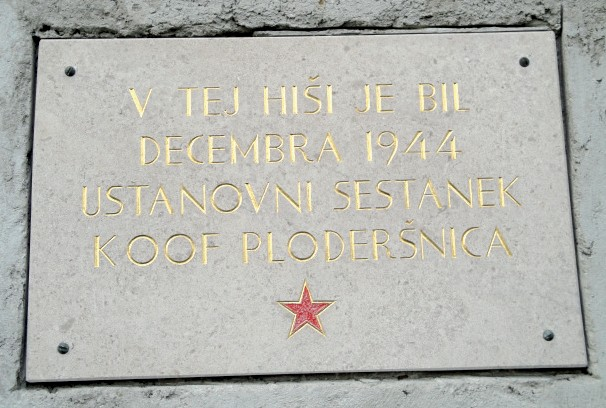 V TEJ HIŠI JE BIL
DECEMBRA 1944
USTANOVNI SESTANEK
KOOF PLODERŠNICA